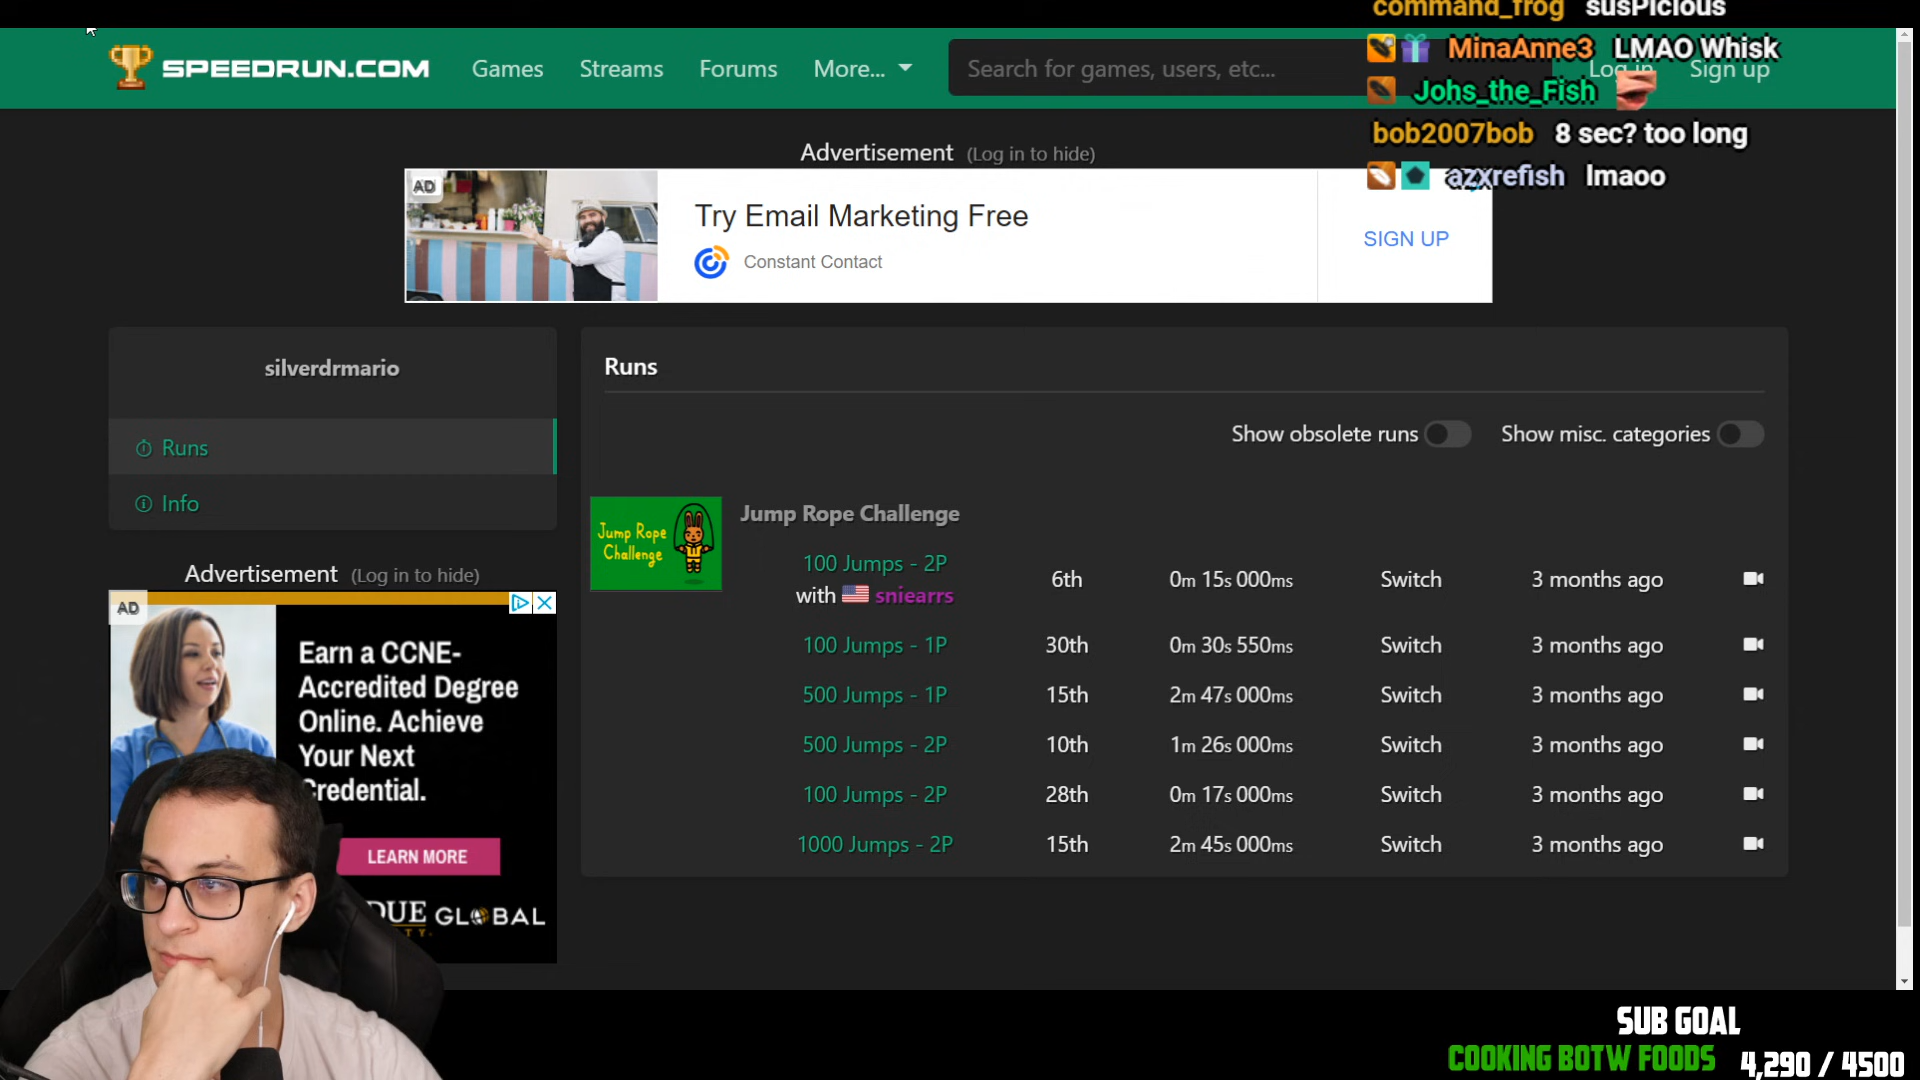 command_frog susPicious
MinaAnne3 LMAO Whisk
Johs_the_Fish
bob2007bob 8 sec? too long
azxrefish lmaoo
SPEEDRUN.COM Games Streams Forums More... Search for games, users, etc... Log in Sign up
Advertisement (Log in to hide)
AD
Try Email Marketing Free
Constant Contact
SIGN UP
silverdrmario
Runs
Info
Advertisement (Log in to hide)
AD
Earn a CCNE-
Accredited Degree
Online. Achieve
Your Next
Credential.
LEARN MORE
GLOBAL
Runs
Show obsolete runs Show misc. categories
Jump Rope
Challenge
Jump Rope Challenge
100 Jumps - 2P
with sniearrs 6th 0m 15s 000ms Switch 3 months ago
100 Jumps - 1P 30th 0m 30s 550ms Switch 3 months ago
500 Jumps - 1P 15th 2m 47s 000ms Switch 3 months ago
500 Jumps - 2P 10th 1m 26s 000ms Switch 3 months ago
100 Jumps - 2P 28th 0m 17s 000ms Switch 3 months ago
1000 Jumps - 2P 15th 2m 45s 000ms Switch 3 months ago
SUB GOAL
COOKING BOTW FOODS 4,290 / 4500